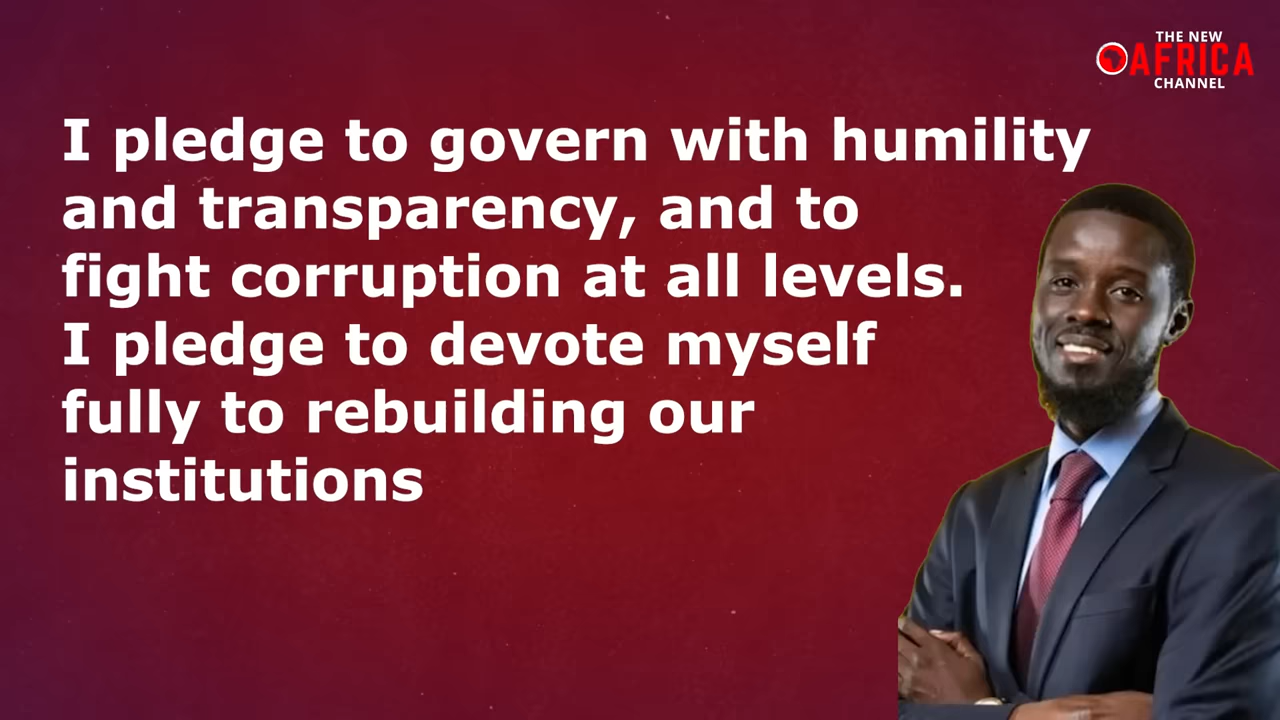 THE NEW
AFRICA
CHANNEL
I pledge to govern with humility
and transparency, and to
fight corruption at all levels.
I pledge to devote myself
fully to rebuilding our
institutions